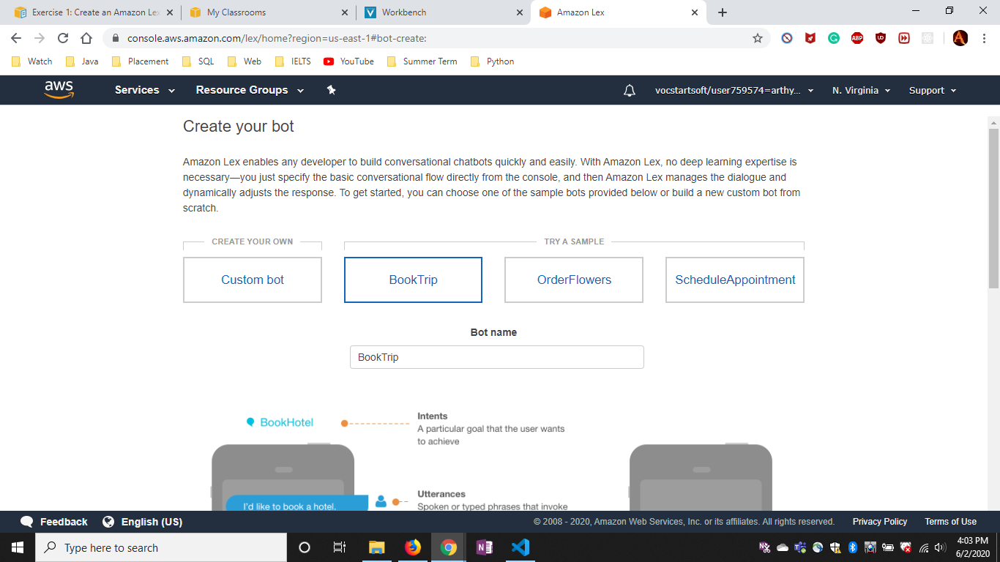 Exercise 1: Create an Amazon Lex
My Classrooms
Workbench
Amazon Lex
console.aws.amazon.com/lex/home?region=us-east-1#bot-create:
Watch Java Placement SQL Web IELTS YouTube Summer Term Python
aws Services Resource Groups vocstartsoft/user759574=arthy... N. Virginia Support
Create your bot
Amazon Lex enables any developer to build conversational chatbots quickly and easily. With Amazon Lex, no deep learning expertise is
necessary—you just specify the basic conversational flow directly from the console, and then Amazon Lex manages the dialogue and
dynamically adjusts the response. To get started, you can choose one of the sample bots provided below or build a new custom bot from
scratch.
CREATE YOUR OWN TRY A SAMPLE
Custom bot BookTrip OrderFlowers ScheduleAppointment
Bot name
BookTrip
BookHotel
Intents
A particular goal that the user wants
to achieve
I'd like to book a hotel.
Utterances
Spoken or typed phrases that invoke
Feedback English (US) © 2008 - 2020, Amazon Web Services, Inc. or its affiliates. All rights reserved. Privacy Policy Terms of Use
Type here to search
4:03 PM
6/2/2020